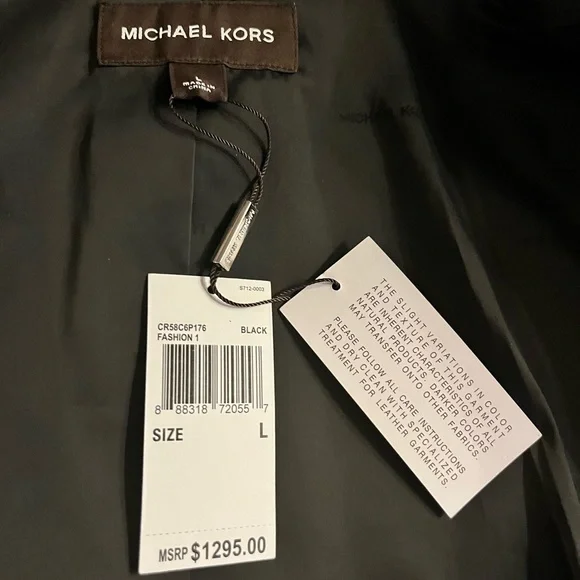 MICHAEL KORS
L
MADE IN
CHINA
MICHAEL KO
S712-0003
CR58C6P176 BLACK
FASHION 1
8 88318 72055 7
SIZE L
MSRP $1295.00
THE SLIGHT VARIATIONS IN COLOR
AND TEXTURE OF THIS GARMENT
ARE INHERENT CHARACTERISTICS OF ALL
NATURAL PRODUCTS. DARKER COLORS
MAY TRANSFER ONTO OTHER FABRICS.
PLEASE FOLLOW ALL CARE INSTRUCTIONS
AND DRY CLEAN WITH SPECIALIZED
TREATMENT FOR LEATHER GARMENTS.